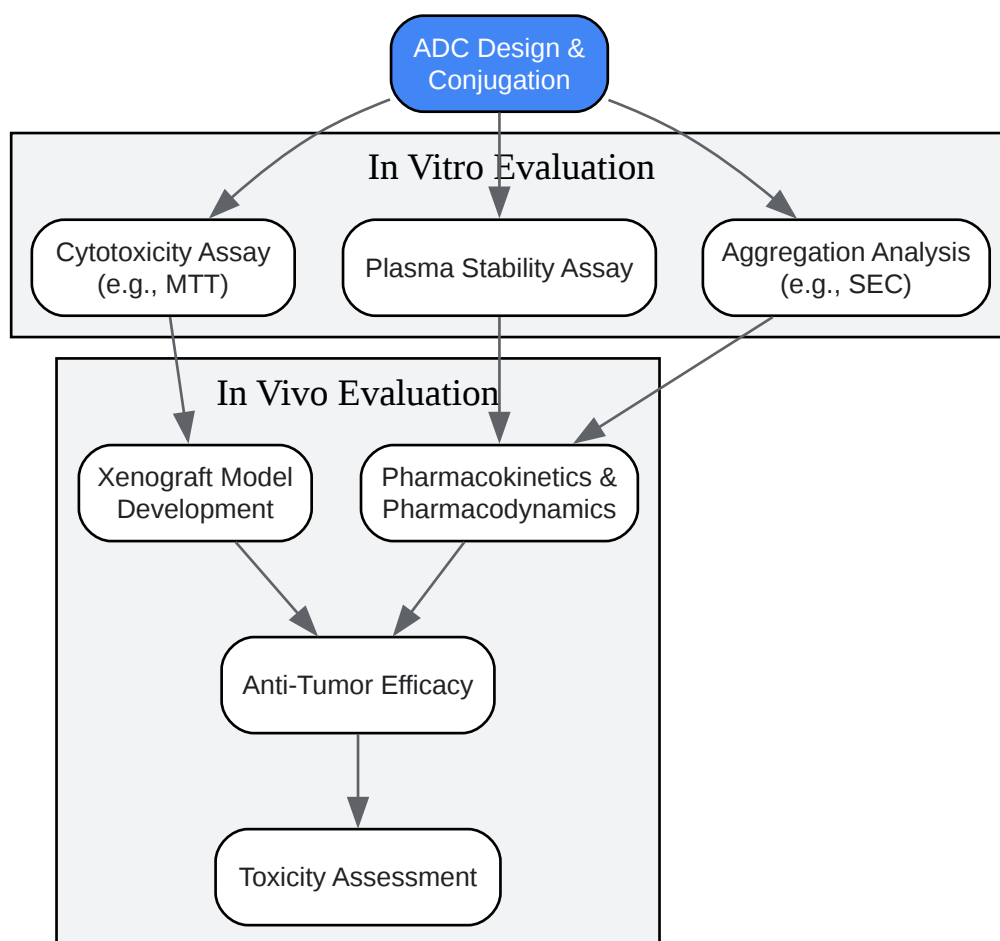 ADC Design &
Conjugation
In Vitro Evaluation
Cytotoxicity Assay
(e.g., MTT)
Plasma Stability Assay
Aggregation Analysis
(e.g., SEC)
In Vivo Evaluation
Xenograft Model
Development
Pharmacokinetics &
Pharmacodynamics
Anti-Tumor Efficacy
Toxicity Assessment